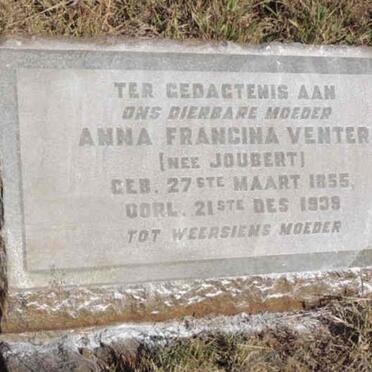 TER GEDAGTENIS AAN
ONS DIERBARE MOEDER
ANNA FRANCINA VENTER
(NEE JOUBERT)
GEB. 27STE MAART 1855,
OORL. 21STE DES 1939
TOT WEERSIENS MOEDER